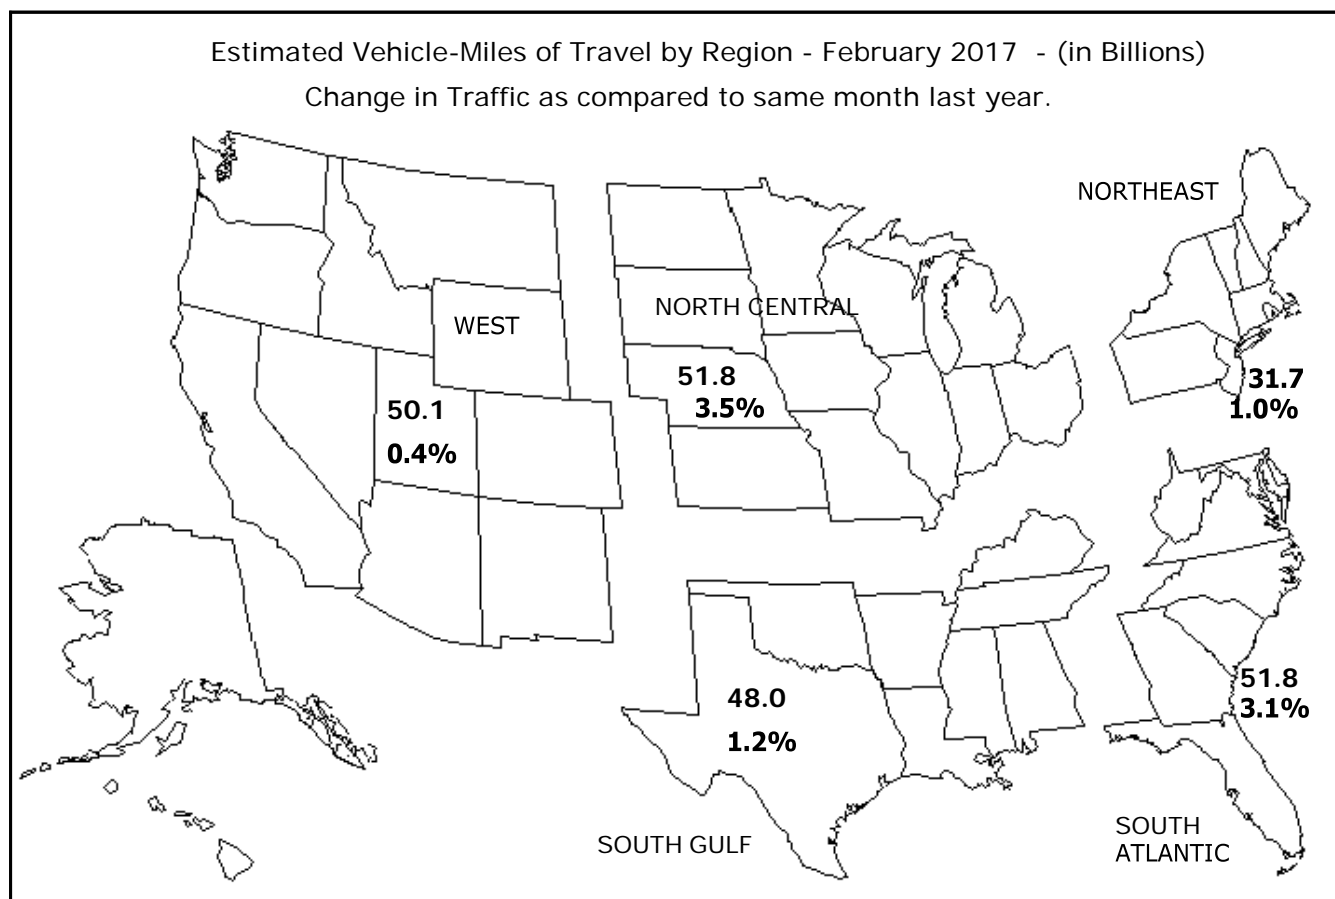 Estimated Vehicle-Miles of Travel by Region - February 2017 - (in Billions)
Change in Traffic as compared to same month last year.
NORTHEAST
31.7
1.0%
WEST
50.1
0.4%
NORTH CENTRAL
51.8
3.5%
48.0
1.2%
SOUTH GULF
51.8
3.1%
SOUTH
ATLANTIC